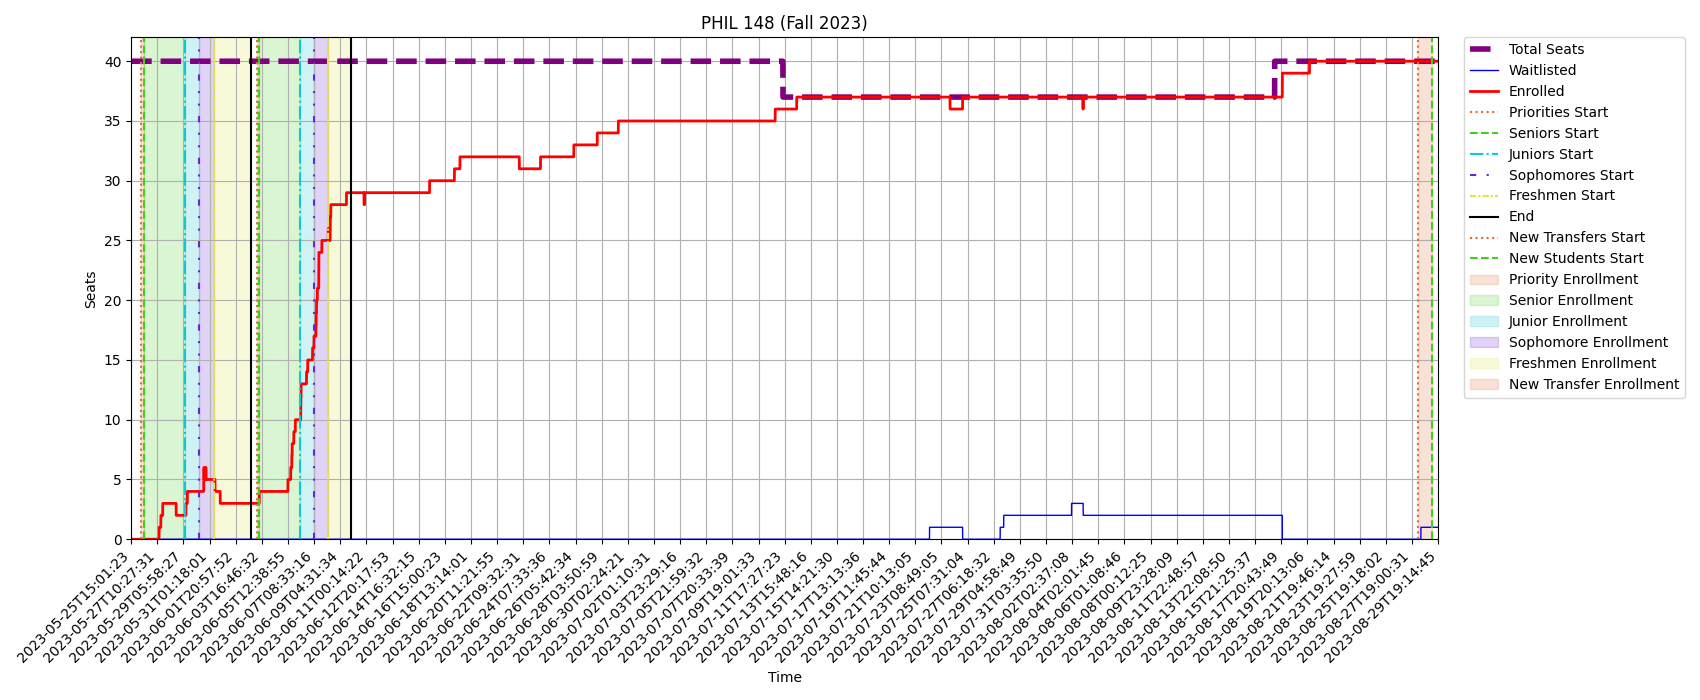 PHIL 148 (Fall 2023)
Seats
40
35
30
25
20
15
10
5
0
2023-05-25T15:01:23
2023-05-27T10:27:31
2023-05-29T05:58:27
2023-05-31T01:18:01
2023-06-01T20:57:52
2023-06-03T16:46:32
2023-06-05T12:38:55
2023-06-07T08:33:16
2023-06-09T04:31:34
2023-06-11T00:14:22
2023-06-12T20:17:53
2023-06-14T16:32:15
2023-06-16T15:00:23
2023-06-18T13:14:01
2023-06-20T11:21:55
2023-06-22T09:32:31
2023-06-24T07:33:36
2023-06-26T05:42:34
2023-06-28T03:50:59
2023-06-30T02:24:21
2023-07-02T01:10:31
2023-07-03T23:29:16
2023-07-05T21:59:32
2023-07-07T20:33:39
2023-07-09T19:01:33
2023-07-11T17:27:23
2023-07-13T15:48:16
2023-07-15T14:21:30
2023-07-17T13:13:36
2023-07-19T11:45:44
2023-07-21T10:13:05
2023-07-23T08:49:05
2023-07-25T07:31:04
2023-07-27T06:18:32
2023-07-29T04:58:49
2023-07-31T03:35:50
2023-08-02T02:37:08
2023-08-04T02:01:45
2023-08-06T01:08:46
2023-08-08T00:12:25
2023-08-09T23:28:09
2023-08-11T22:48:57
2023-08-13T22:08:50
2023-08-15T21:25:37
2023-08-17T20:43:49
2023-08-19T20:13:06
2023-08-21T19:46:14
2023-08-23T19:27:59
2023-08-25T19:18:02
2023-08-27T19:00:31
2023-08-29T19:14:45
Time
Total Seats
Waitlisted
Enrolled
Priorities Start
Seniors Start
Juniors Start
Sophomores Start
Freshmen Start
End
New Transfers Start
New Students Start
Priority Enrollment
Senior Enrollment
Junior Enrollment
Sophomore Enrollment
Freshmen Enrollment
New Transfer Enrollment